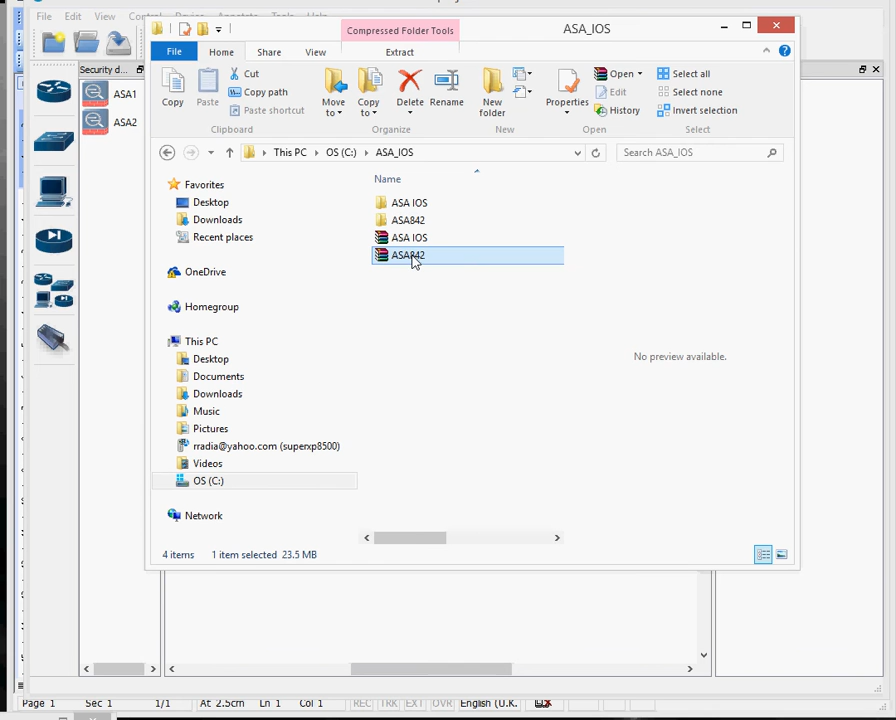 File Edit View Control Device Annotate Tools Help
Compressed Folder Tools
ASA_IOS
File Home Share View Extract
Copy
Paste
Cut
Copy path
Paste shortcut
Move to
Copy to
Delete
Rename
New folder
Properties
Open
Edit
History
Select all
Select none
Invert selection
Clipboard Organize New Open Select
This PC OS (C:) ASA_IOS
Search ASA_IOS
Security d...
ASA1
ASA2
Name
ASA IOS
ASA842
ASA IOS
ASA842
No preview available.
Favorites
Desktop
Downloads
Recent places
OneDrive
Homegroup
This PC
Desktop
Documents
Downloads
Music
Pictures
rradia@yahoo.com (superxp8500)
Videos
OS (C:)
Network
4 items 1 item selected 23.5 MB
Page 1 Sec 1 1/1 At 2.5cm Ln 1 Col 1 REC TRK EXT OVR English (U.K.